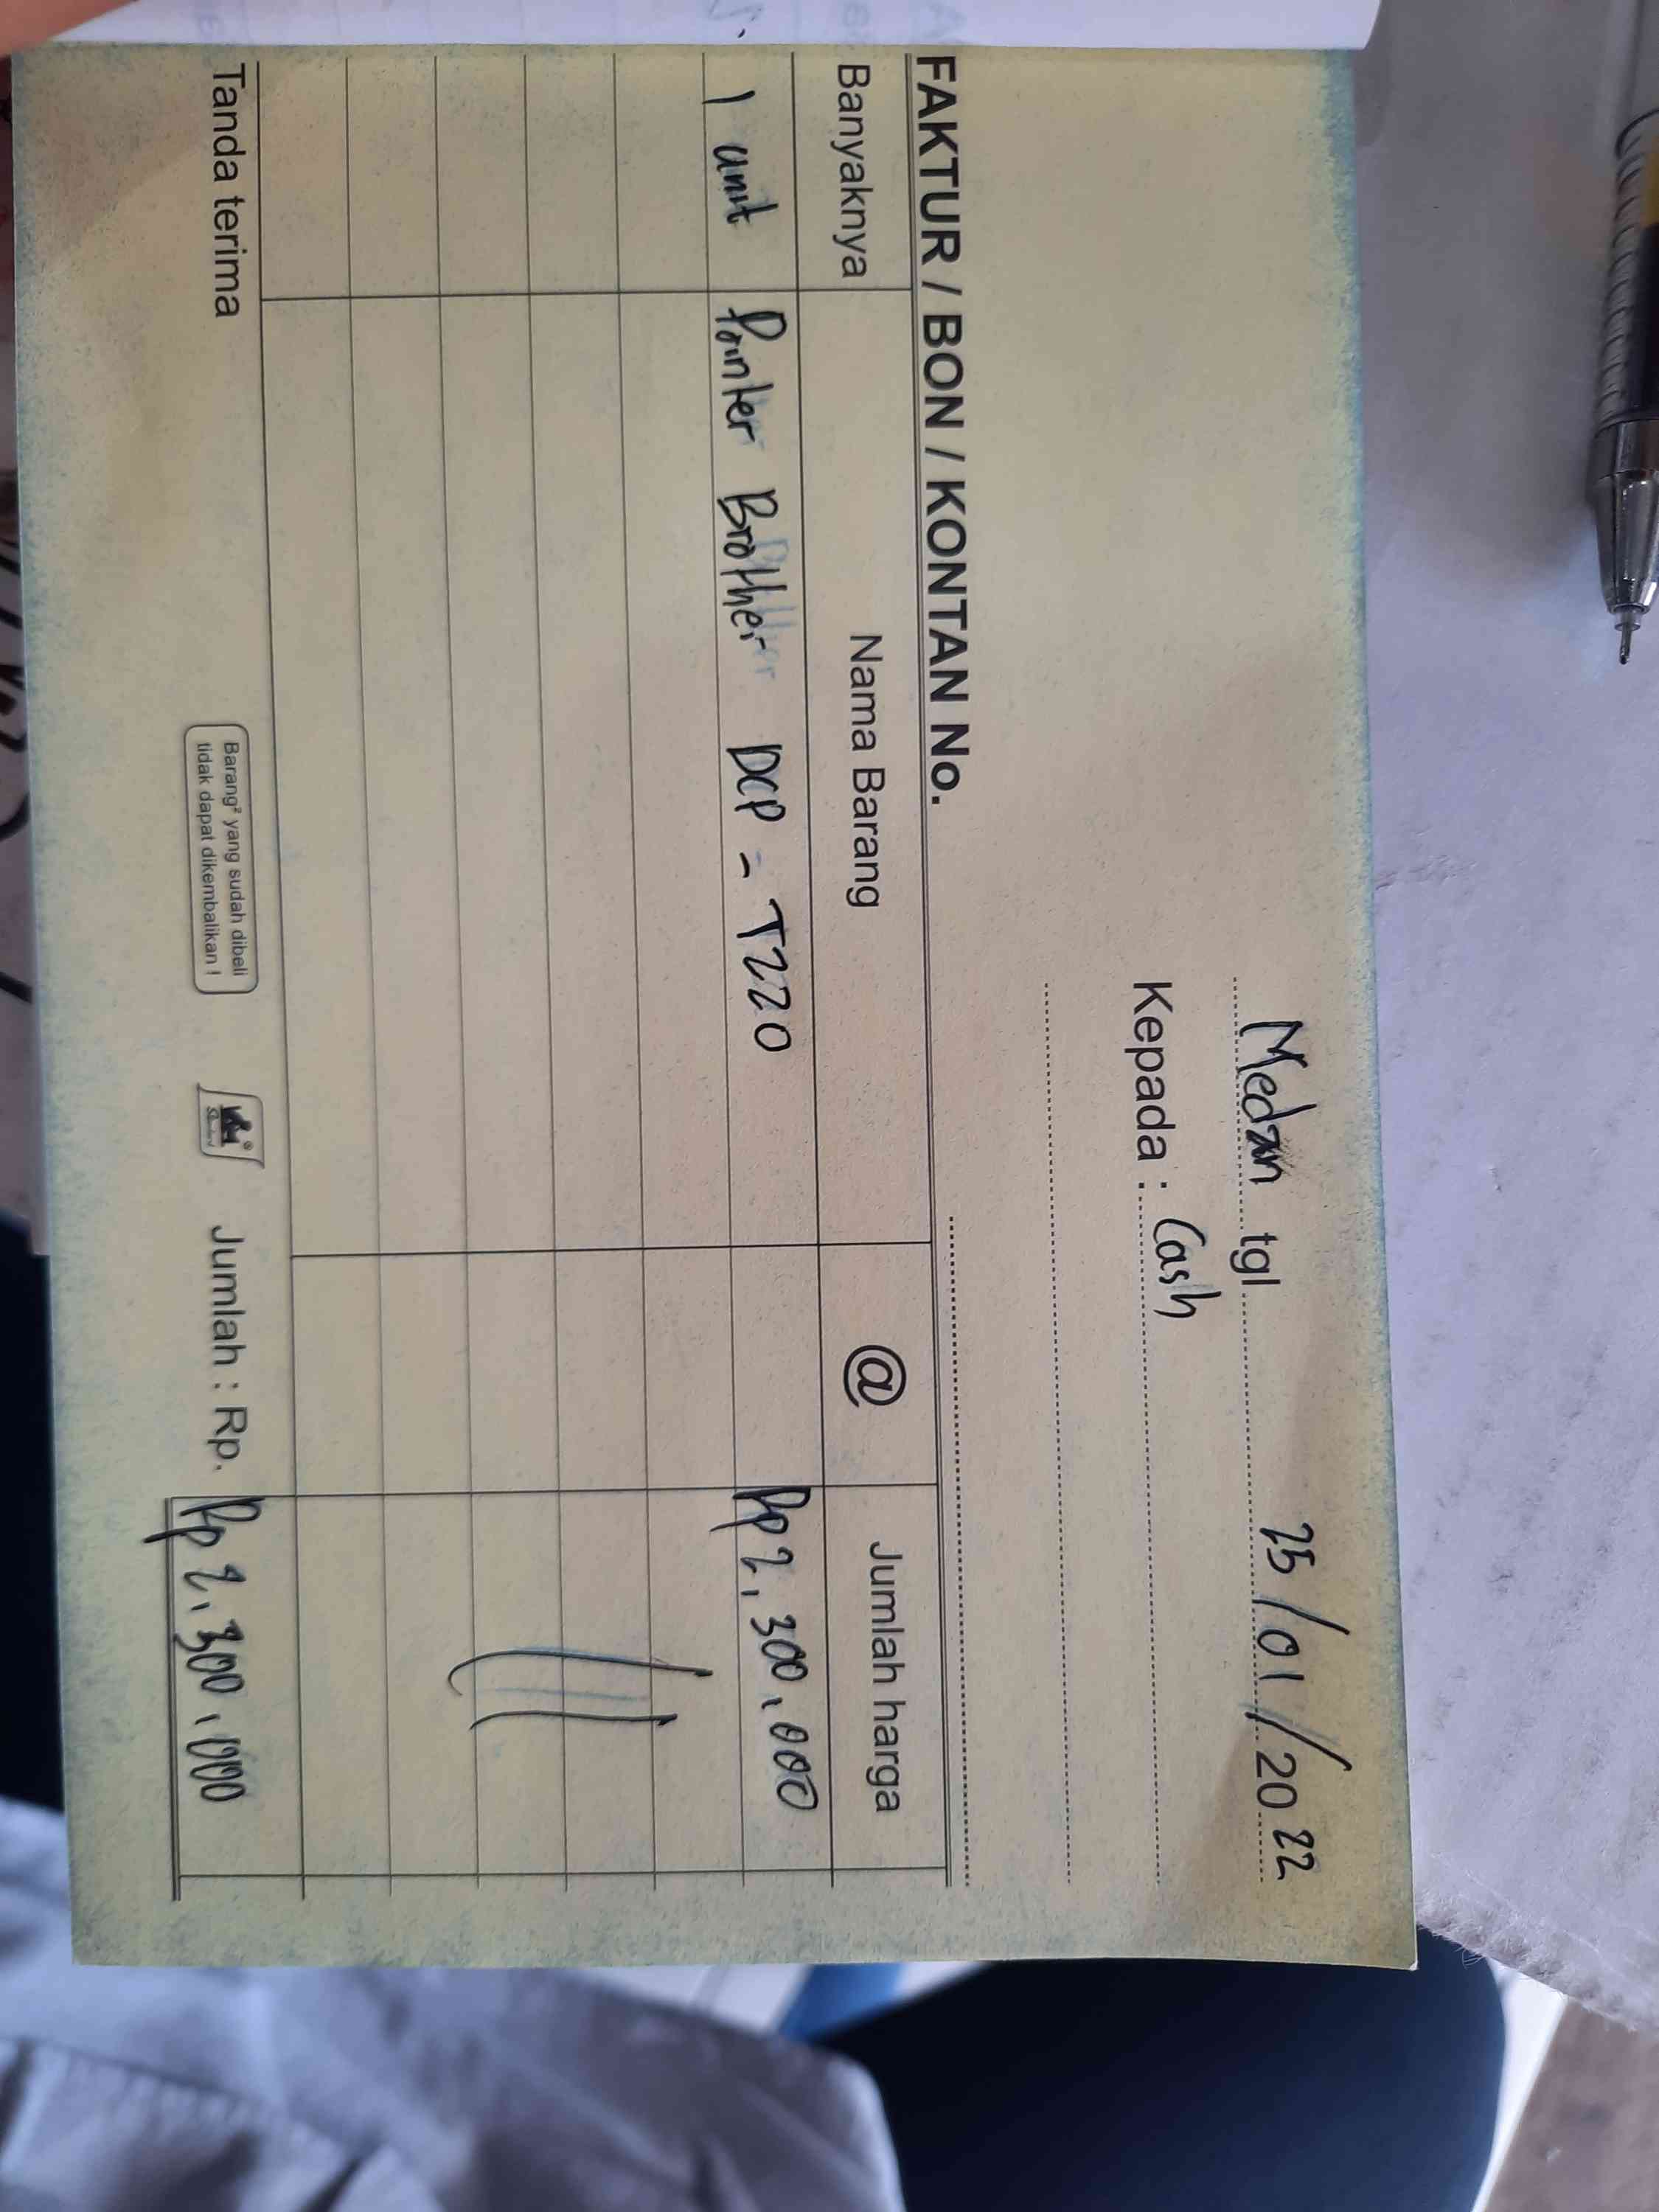 Medan tgl 25/01/2022
Kepada : Cash
FAKTUR / BON / KONTAN No.
Banyaknya Nama Barang @ Jumlah harga
1 unit Printer Brother DCP - T220 Rp 2.300.000
Tanda terima
Barang² yang sudah dibeli
tidak dapat dikembalikan !
Jumlah : Rp. Rp 2.300.000